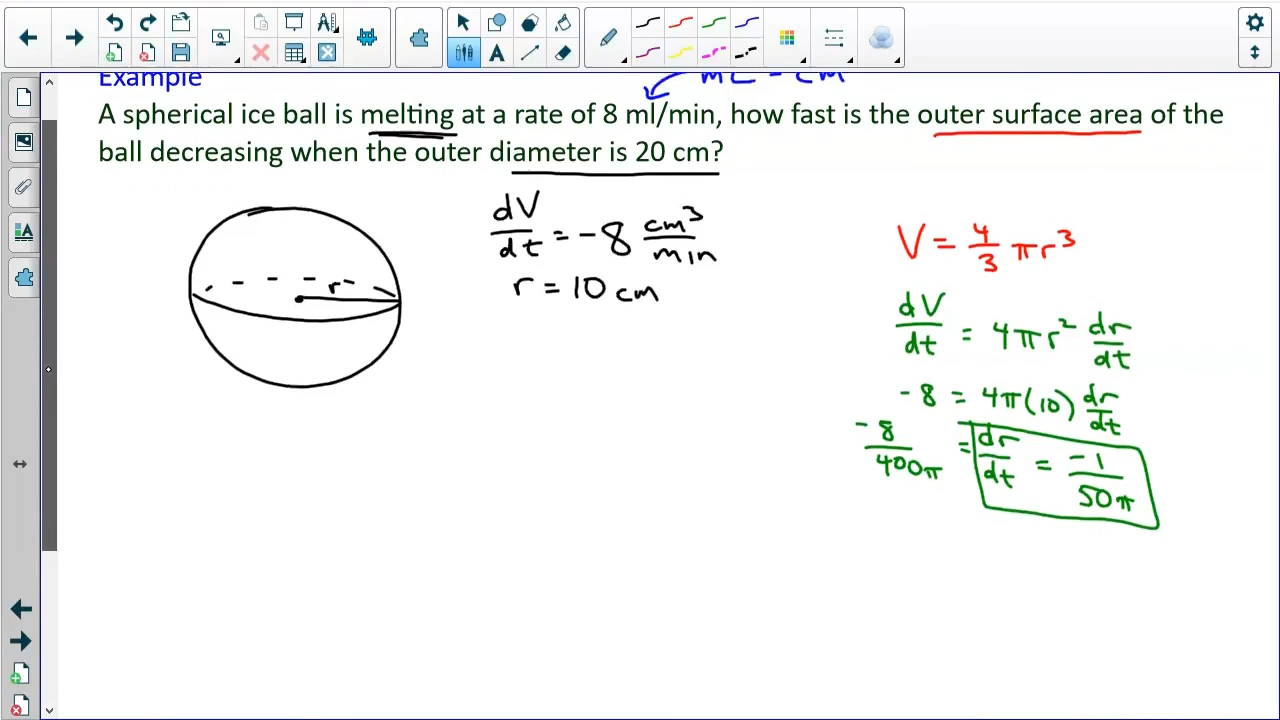 Example
mL = cm
A spherical ice ball is melting at a rate of 8 ml/min, how fast is the outer surface area of the
ball decreasing when the outer diameter is 20 cm?
r
dV/dt = -8 cm³/min
r = 10 cm
V = 4/3 πr³
dV/dt = 4πr² dr/dt
-8 = 4π(10) dr/dt
-8/400π = dr/dt = -1/50π